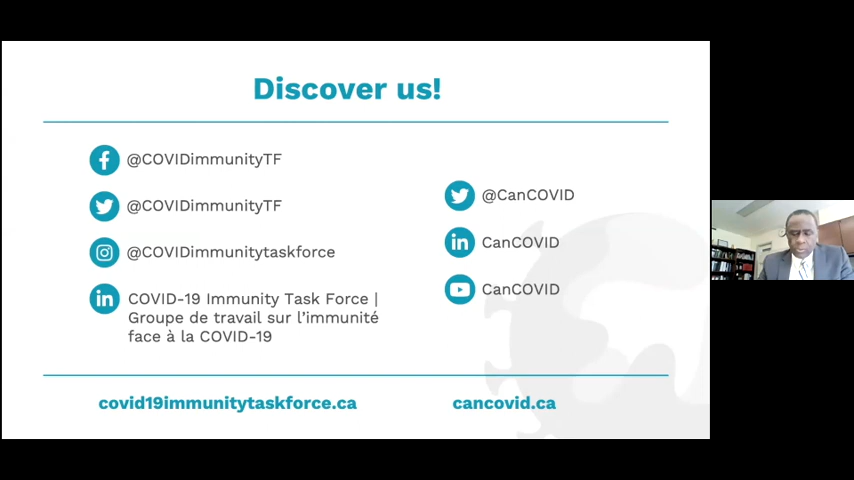 Discover us!
@COVIDimmunityTF
@COVIDimmunityTF
@COVIDimmunitytaskforce
COVID-19 Immunity Task Force |
Groupe de travail sur l'immunité
face à la COVID-19
@CanCOVID
CanCOVID
CanCOVID
covid19immunitytaskforce.ca
cancovid.ca